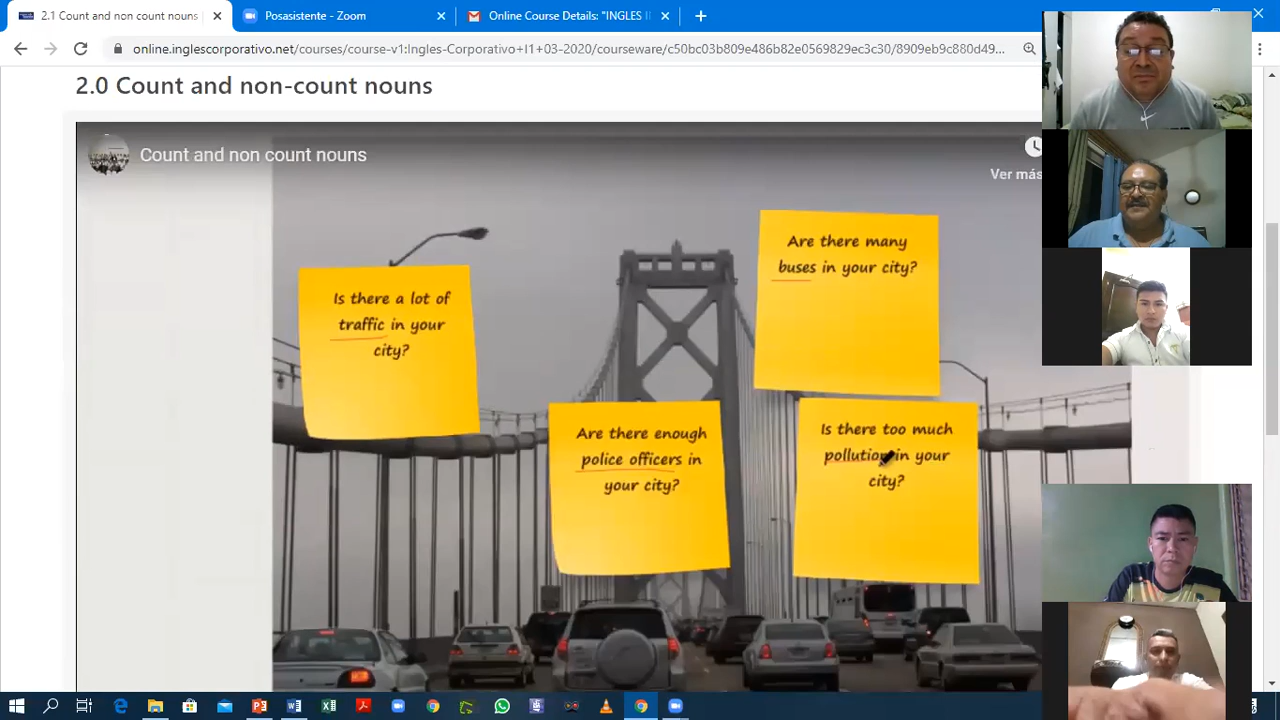 2.1 Count and non count nouns
Posasistente - Zoom
Online Course Details: "INGLES II
online.inglescorporativo.net/courses/course-v1:Ingles-Corporativo+I1+03-2020/courseware/c50bc03b809e486b82e0569829ec3c30/8909eb9c880d49...
2.0 Count and non-count nouns
Count and non count nouns
Ver más
Is there a lot of
traffic in your
city?
Are there enough
police officers in
your city?
Are there many
buses in your city?
Is there too much
pollution in your
city?